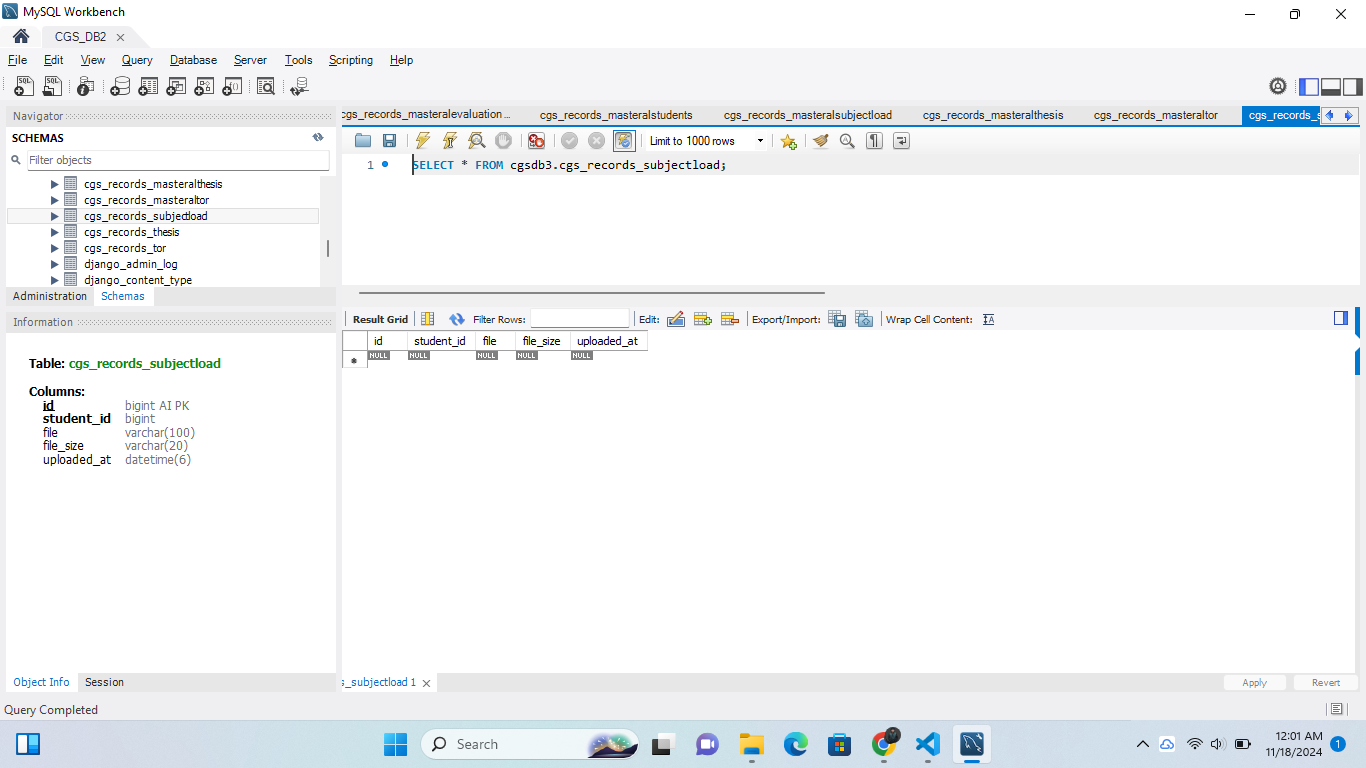 MySQL Workbench
CGS_DB2
File Edit View Query Database Server Tools Scripting Help
Navigator
SCHEMAS
Filter objects
cgs_records_masteralthesis
cgs_records_masteraltor
cgs_records_subjectload
cgs_records_thesis
cgs_records_tor
django_admin_log
django_content_type
Administration Schemas
Information
Table: cgs_records_subjectload
Columns:
id bigint AI PK
student_id bigint
file varchar(100)
file_size varchar(20)
uploaded_at datetime(6)
Object Info Session
cgs_records_masteralevaluation... cgs_records_masteralstudents cgs_records_masteralsubjectload cgs_records_masteralthesis cgs_records_masteraltor cgs_records_s
Limit to 1000 rows
1 SELECT * FROM cgsdb3.cgs_records_subjectload;
Result Grid Filter Rows: Edit: Export/Import: Wrap Cell Content:
id student_id file file_size uploaded_at
NULL NULL NULL NULL NULL
s_subjectload 1
Apply Revert
Query Completed
Search
12:01 AM
11/18/2024
1